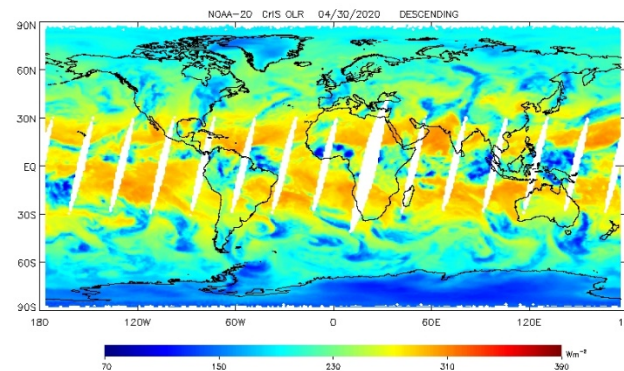 NOAA-20 CrIS OLR 04/30/2020 DESCENDING
90N
60N
30N
EQ
30S
60S
90S
180 120W 60W 0 60E 120E 1
Wm⁻²
70 150 230 310 390